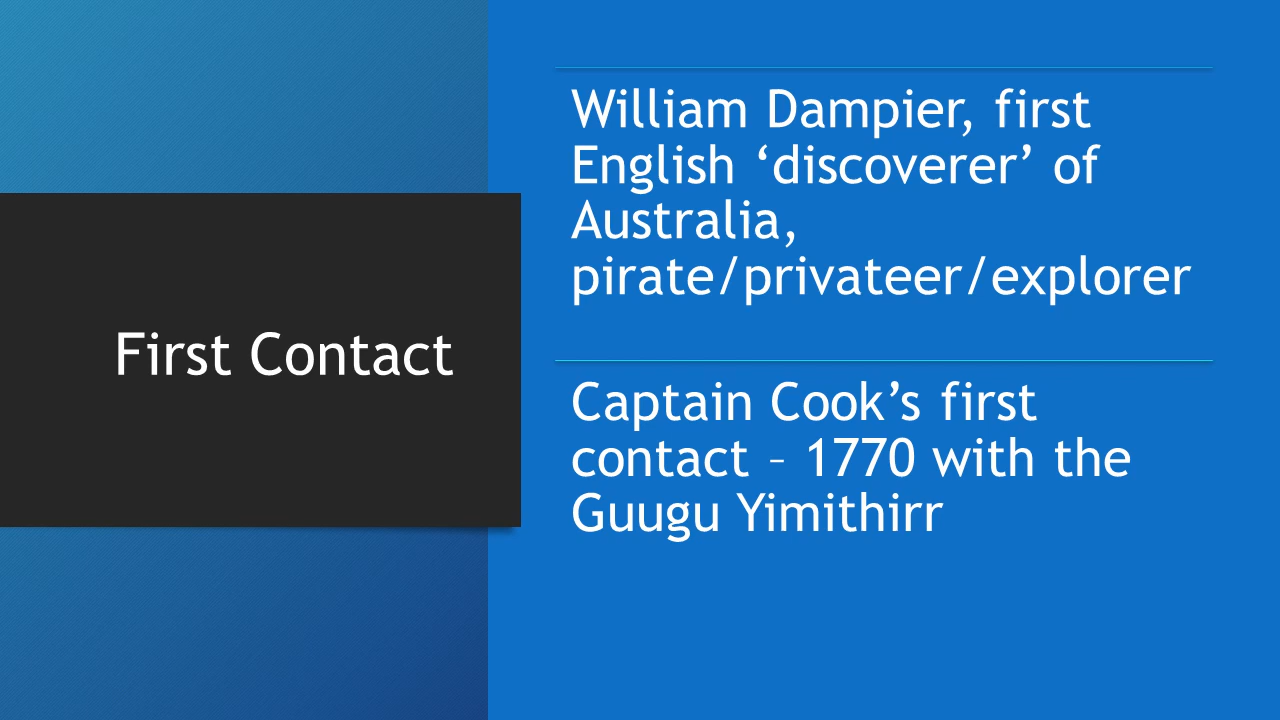 First Contact
William Dampier, first
English ‘discoverer’ of
Australia,
pirate/privateer/explorer
Captain Cook’s first
contact – 1770 with the
Guugu Yimithirr